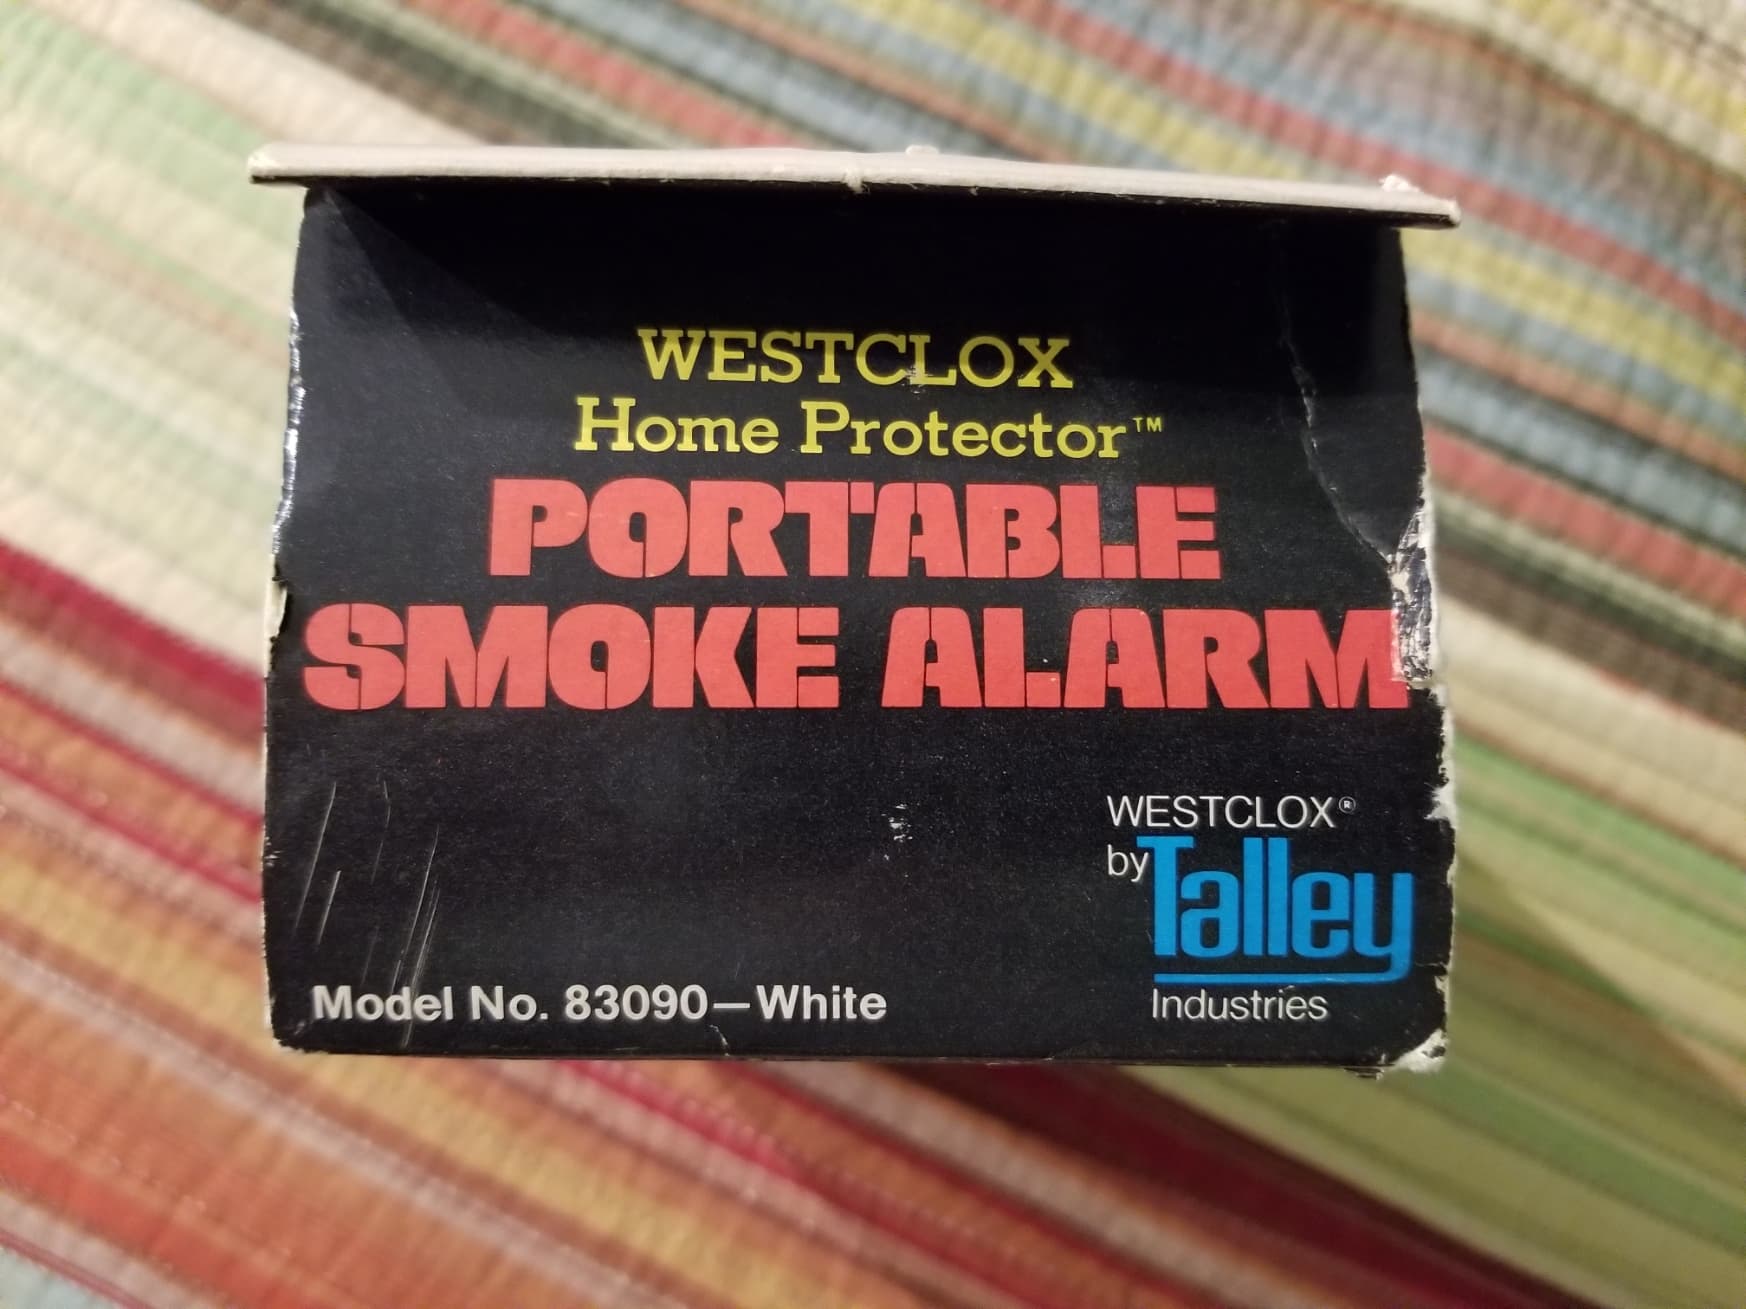 WESTCLOX
Home Protector™
PORTABLE
SMOKE ALARM
WESTCLOX®
by Talley
Industries
Model No. 83090—White